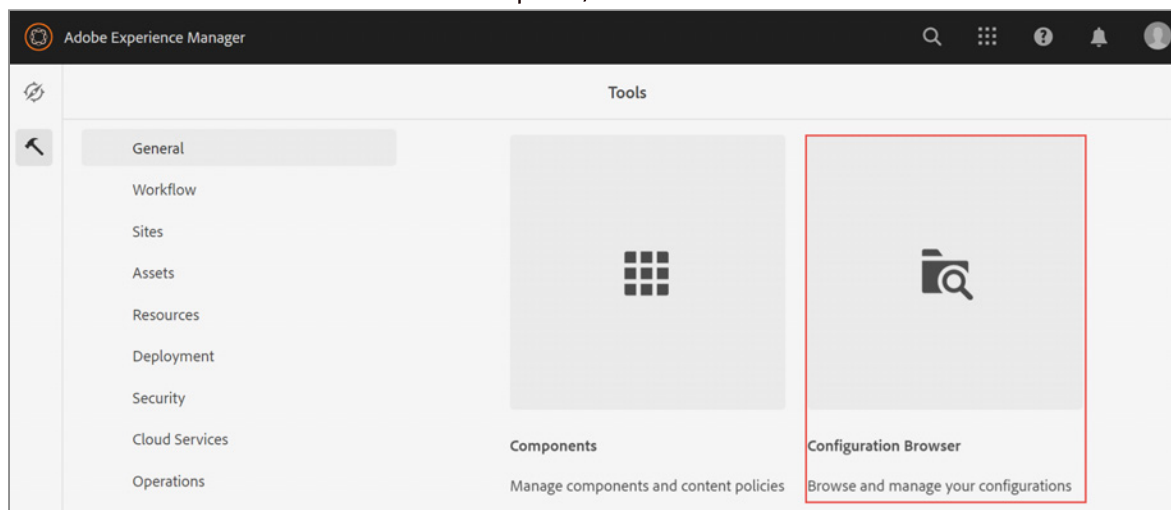 Adobe Experience Manager
Tools
General
Workflow
Sites
Assets
Resources
Deployment
Security
Cloud Services
Operations
Components
Manage components and content policies
Configuration Browser
Browse and manage your configurations